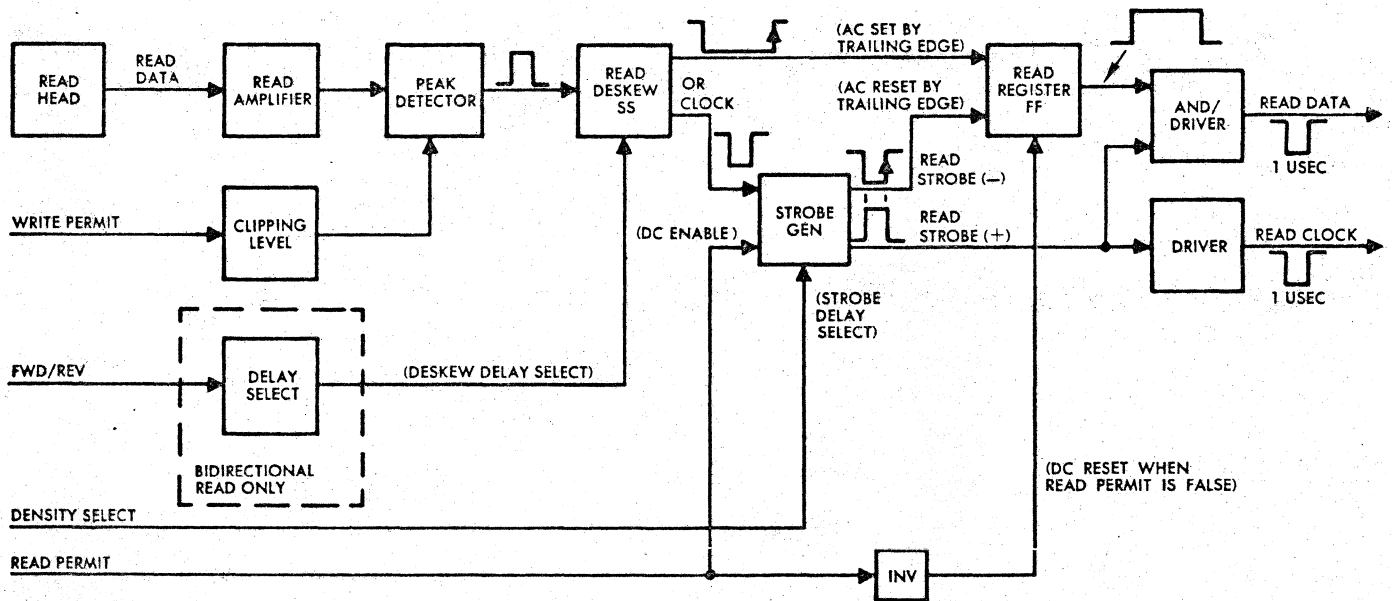 READ
HEAD
READ
DATA
READ
AMPLIFIER
PEAK
DETECTOR
READ
DESKEW
SS
OR
CLOCK
(AC SET BY
TRAILING EDGE)
(AC RESET BY
TRAILING EDGE)
READ
REGISTER
FF
AND/
DRIVER
READ DATA
1 USEC
WRITE PERMIT
CLIPPING
LEVEL
(DC ENABLE)
STROBE
GEN
READ
STROBE (—)
READ
STROBE (+)
DRIVER
READ CLOCK
1 USEC
(STROBE
DELAY
SELECT)
FWD/REV
DELAY
SELECT
(DESKEW DELAY SELECT)
BIDIRECTIONAL
READ ONLY
(DC RESET WHEN
READ PERMIT IS FALSE)
DENSITY SELECT
READ PERMIT
INV